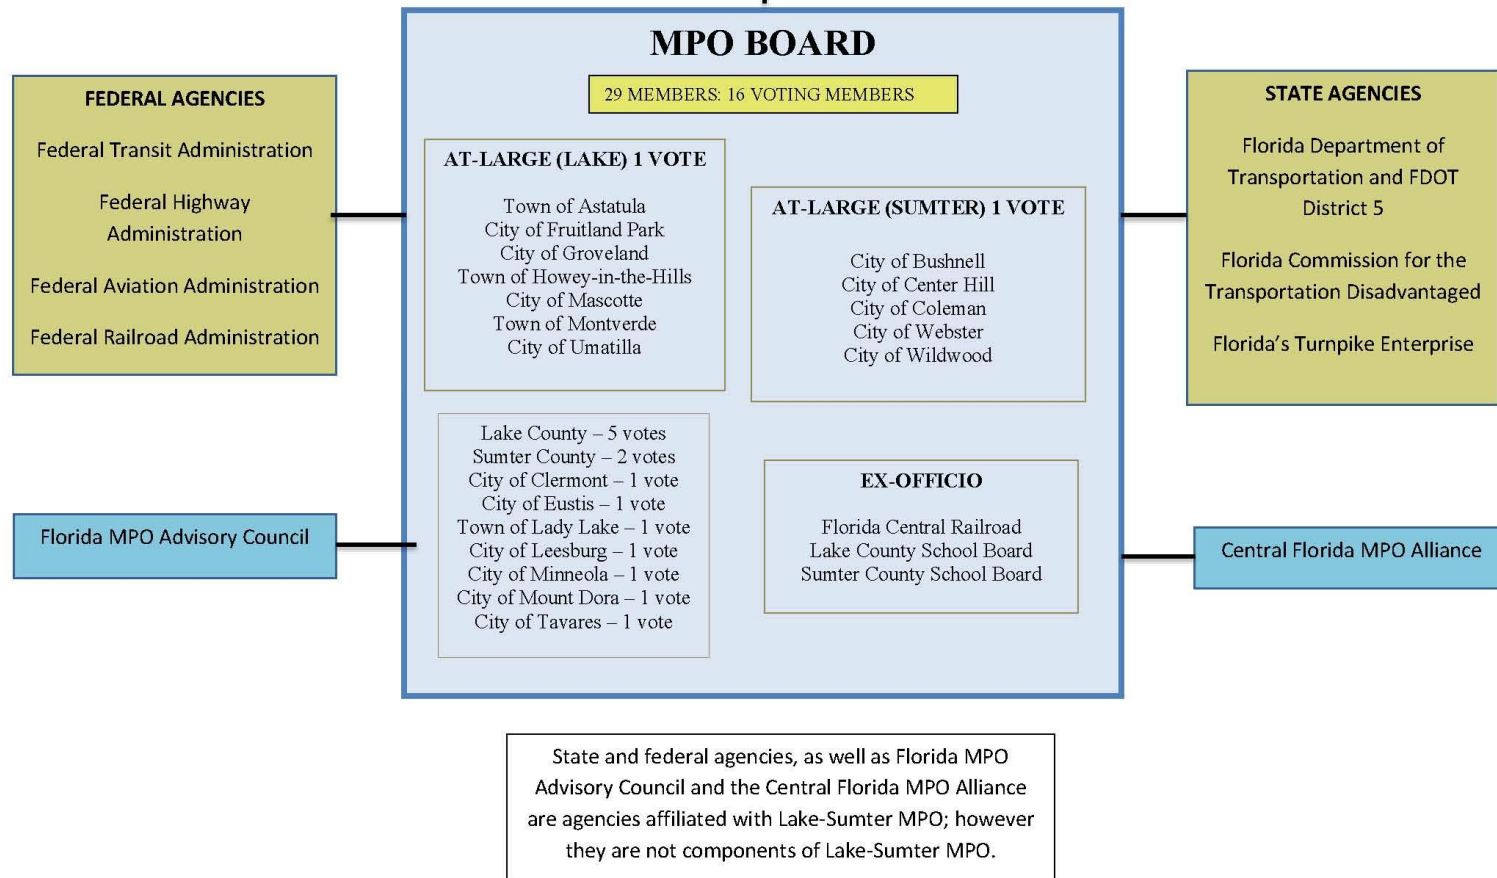 MPO BOARD
29 MEMBERS: 16 VOTING MEMBERS
FEDERAL AGENCIES
Federal Transit Administration
Federal Highway
Administration
Federal Aviation Administration
Federal Railroad Administration
AT-LARGE (LAKE) 1 VOTE
Town of Astatula
City of Fruitland Park
City of Groveland
Town of Howey-in-the-Hills
City of Mascotte
Town of Montverde
City of Umatilla
AT-LARGE (SUMTER) 1 VOTE
City of Bushnell
City of Center Hill
City of Coleman
City of Webster
City of Wildwood
STATE AGENCIES
Florida Department of
Transportation and FDOT
District 5
Florida Commission for the
Transportation Disadvantaged
Florida’s Turnpike Enterprise
Florida MPO Advisory Council
Lake County – 5 votes
Sumter County – 2 votes
City of Clermont – 1 vote
City of Eustis – 1 vote
Town of Lady Lake – 1 vote
City of Leesburg – 1 vote
City of Minneola – 1 vote
City of Mount Dora – 1 vote
City of Tavares – 1 vote
EX-OFFICIO
Florida Central Railroad
Lake County School Board
Sumter County School Board
Central Florida MPO Alliance
State and federal agencies, as well as Florida MPO
Advisory Council and the Central Florida MPO Alliance
are agencies affiliated with Lake-Sumter MPO; however
they are not components of Lake-Sumter MPO.